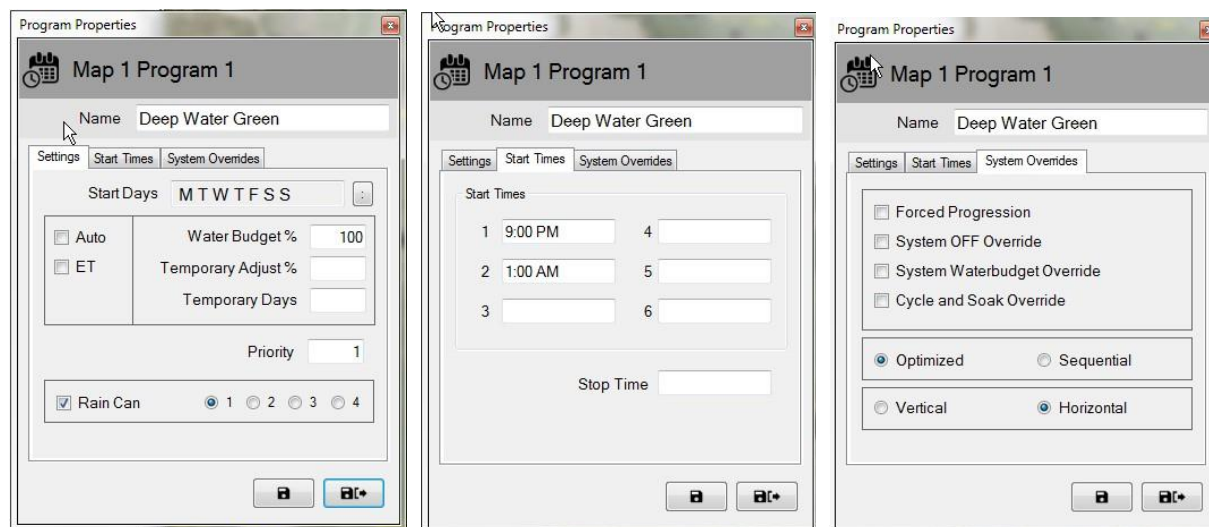 Program Properties
Map 1 Program 1
Name Deep Water Green
Settings Start Times System Overrides
Start Days M T W T F S S :
Auto Water Budget % 100
ET Temporary Adjust %
Temporary Days
Priority 1
Rain Can 1 2 3 4
Program Properties
Map 1 Program 1
Name Deep Water Green
Settings Start Times System Overrides
Start Times
1 9:00 PM 4
2 1:00 AM 5
3 6
Stop Time
Program Properties
Map 1 Program 1
Name Deep Water Green
Settings Start Times System Overrides
Forced Progression
System OFF Override
System Waterbudget Override
Cycle and Soak Override
Optimized Sequential
Vertical Horizontal